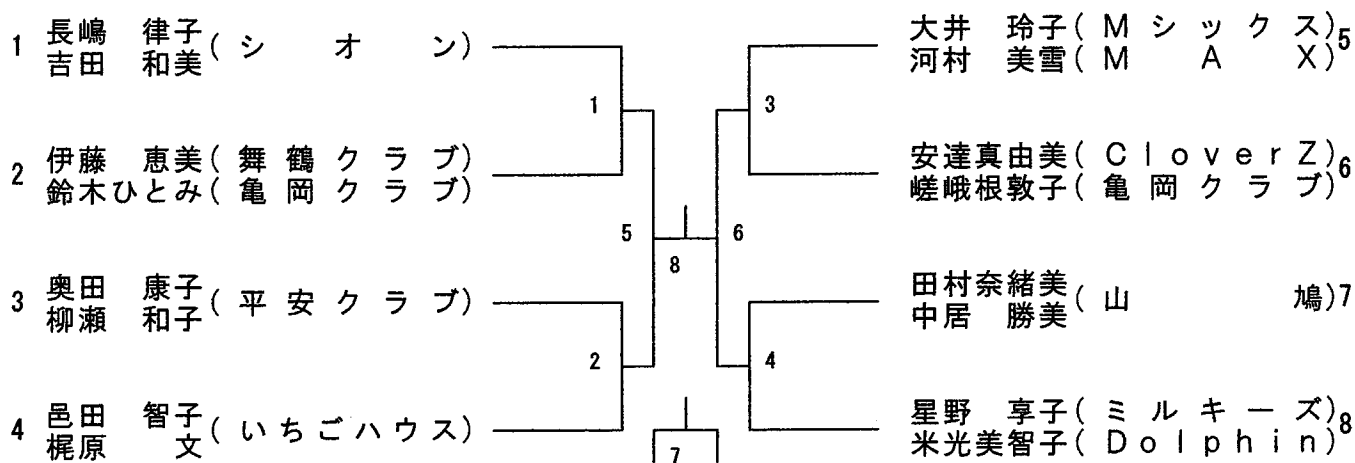 1 長嶋 律子 (シオン)
吉田 和美
2 伊藤 恵美 (舞鶴クラブ)
鈴木ひとみ (亀岡クラブ)
3 奥田 康子 (平安クラブ)
柳瀬 和子
4 邑田 智子 (いちごハウス)
梶原 文
1
2
5
8
7
6
3
4
大井 玲子 (Mシックス) 5
河村 美雪 (MAX)
安達真由美 (CloverZ) 6
嵯峨根敦子 (亀岡クラブ)
田村奈緒美 (山鳩) 7
中居 勝美
星野 享子 (ミルキーズ) 8
米光美智子 (Dolphin)